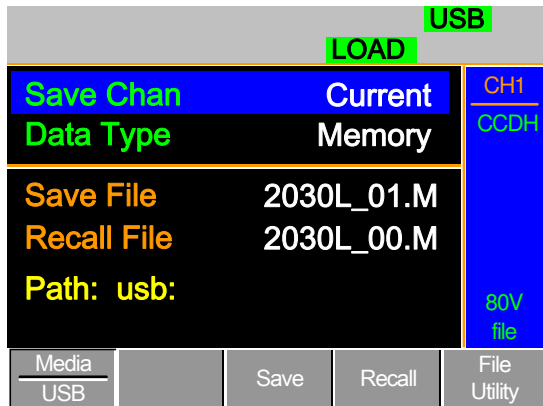 USB
LOAD
Save Chan Current
Data Type Memory
Save File 2030L_01.M
Recall File 2030L_00.M
Path: usb:
CH1
CCDH
80V
file
Media
USB
Save
Recall
File
Utility